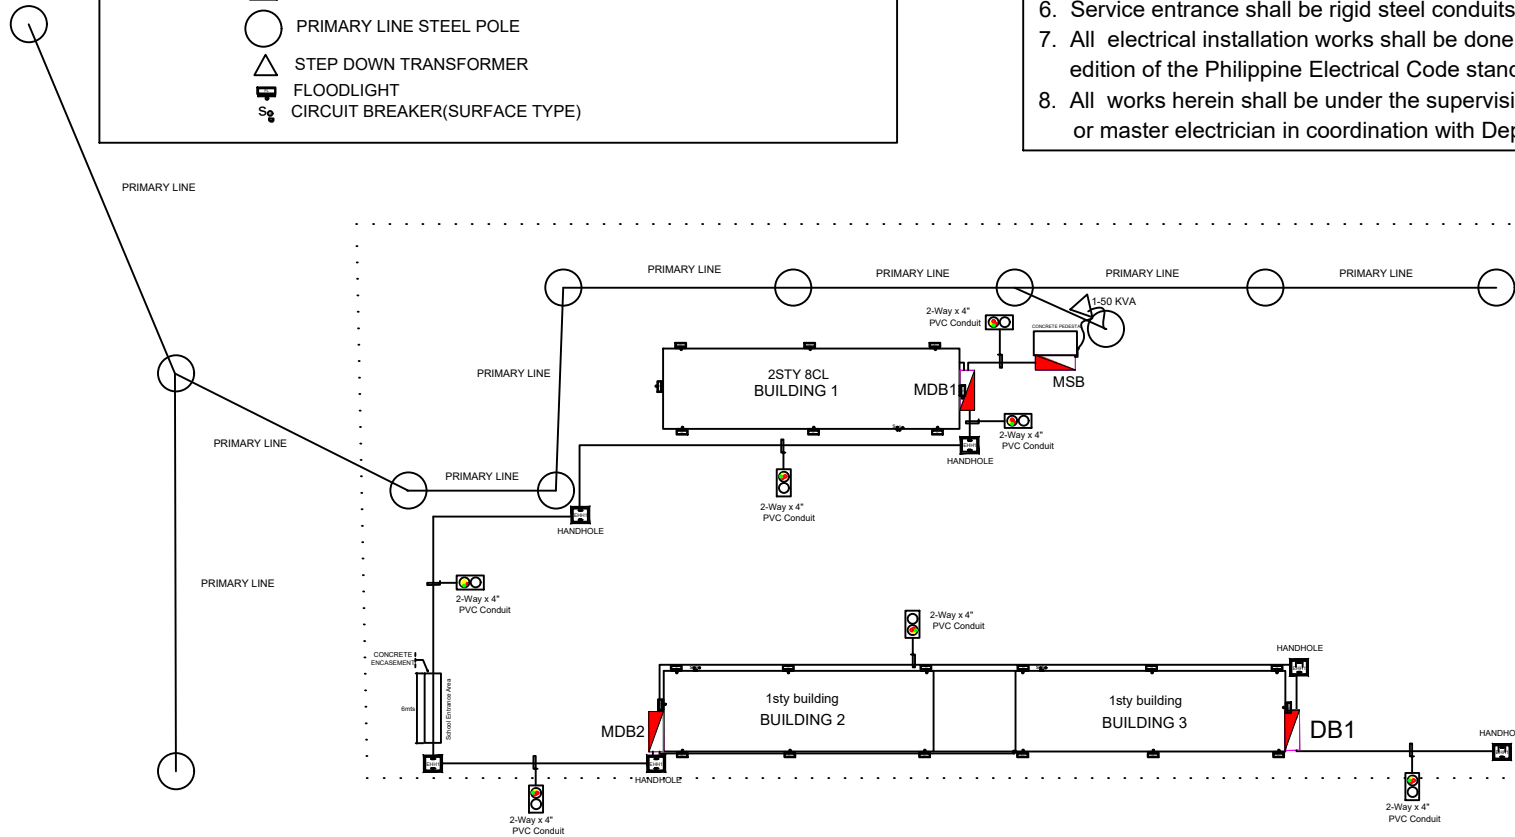 PRIMARY LINE STEEL POLE
STEP DOWN TRANSFORMER
FLOODLIGHT
CIRCUIT BREAKER(SURFACE TYPE)
6. Service entrance shall be rigid steel conduits
7. All electrical installation works shall be done
edition of the Philippine Electrical Code
8. All works herein shall be under the
or master electrician in coordination with
PRIMARY LINE
PRIMARY LINE
PRIMARY LINE
PRIMARY LINE
PRIMARY LINE
1-50 KVA
2-Way x 4"
PVC Conduit
CONCRETE
MSB
PRIMARY LINE
2STY 8CL
BUILDING 1
MDB1
2-Way x 4"
PVC Conduit
HANDHOLE
PRIMARY LINE
PRIMARY LINE
2-Way x 4"
PVC Conduit
HANDHOLE
PRIMARY LINE
2-Way x 4"
PVC Conduit
2-Way x 4"
PVC Conduit
CONCRETE
ENCASEMENT
6mts
School Entrance Area
HANDHOLE
1sty building
BUILDING 2
1sty building
BUILDING 3
MDB2
DB1
HANDHOLE
2-Way x 4"
PVC Conduit
2-Way x 4"
PVC Conduit